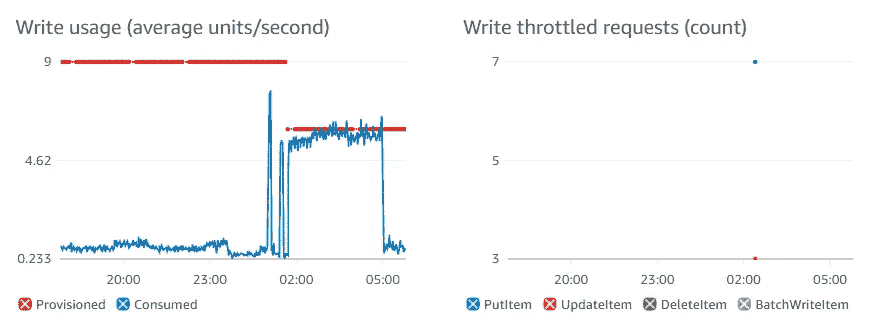 Write usage (average units/second)
9
4.62
0.233
20:00 23:00 02:00 05:00
Provisioned Consumed
Write throttled requests (count)
7
5
3
20:00 23:00 02:00 05:00
PutItem UpdateItem DeleteItem BatchWriteItem